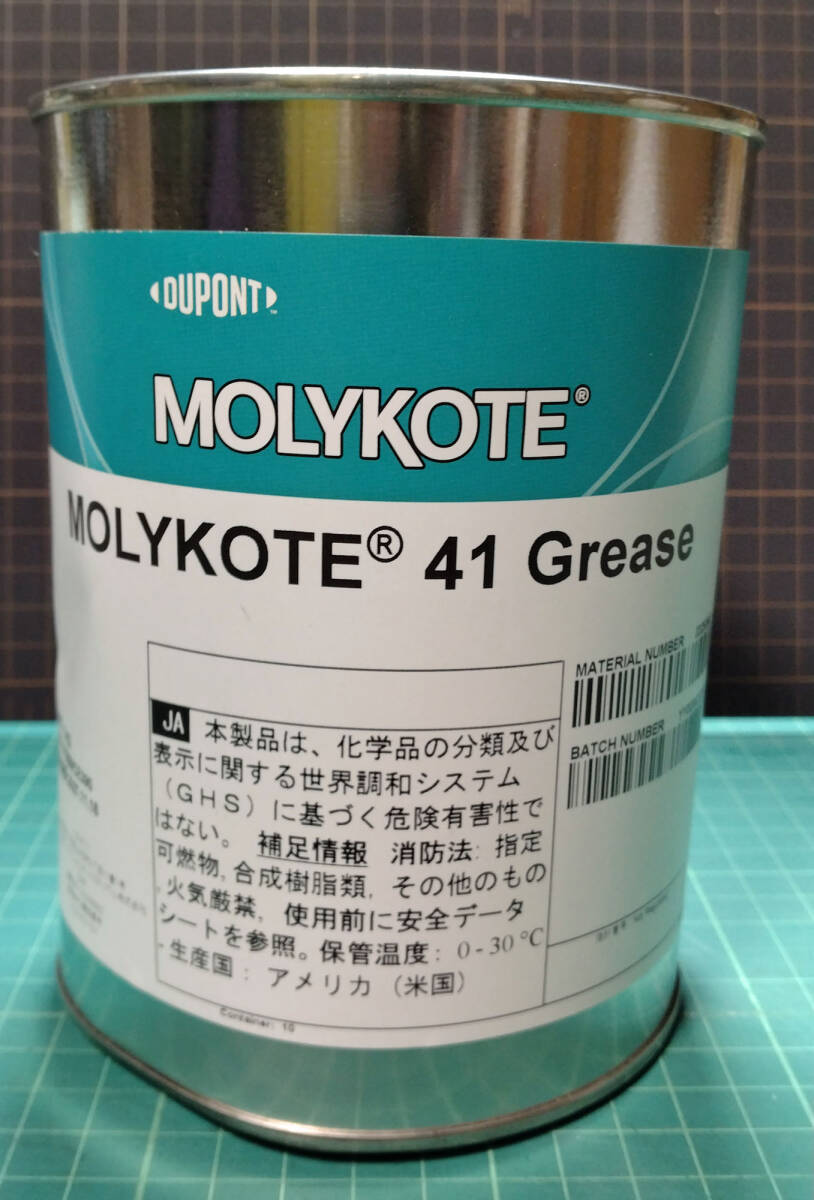 DUPONT™
MOLYKOTE®
MOLYKOTE® 41 Grease
MATERIAL NUMBER
BATCH NUMBER
JA 本製品は、化学品の分類及び
表示に関する世界調和システム
(GHS)に基づく危険有害性で
はない。 補足情報 消防法: 指定
可燃物, 合成樹脂類, その他のもの
, 火気厳禁, 使用前に安全データ
シートを参照。保管温度: 0-30℃
, 生産国: アメリカ (米国)
Container: 10